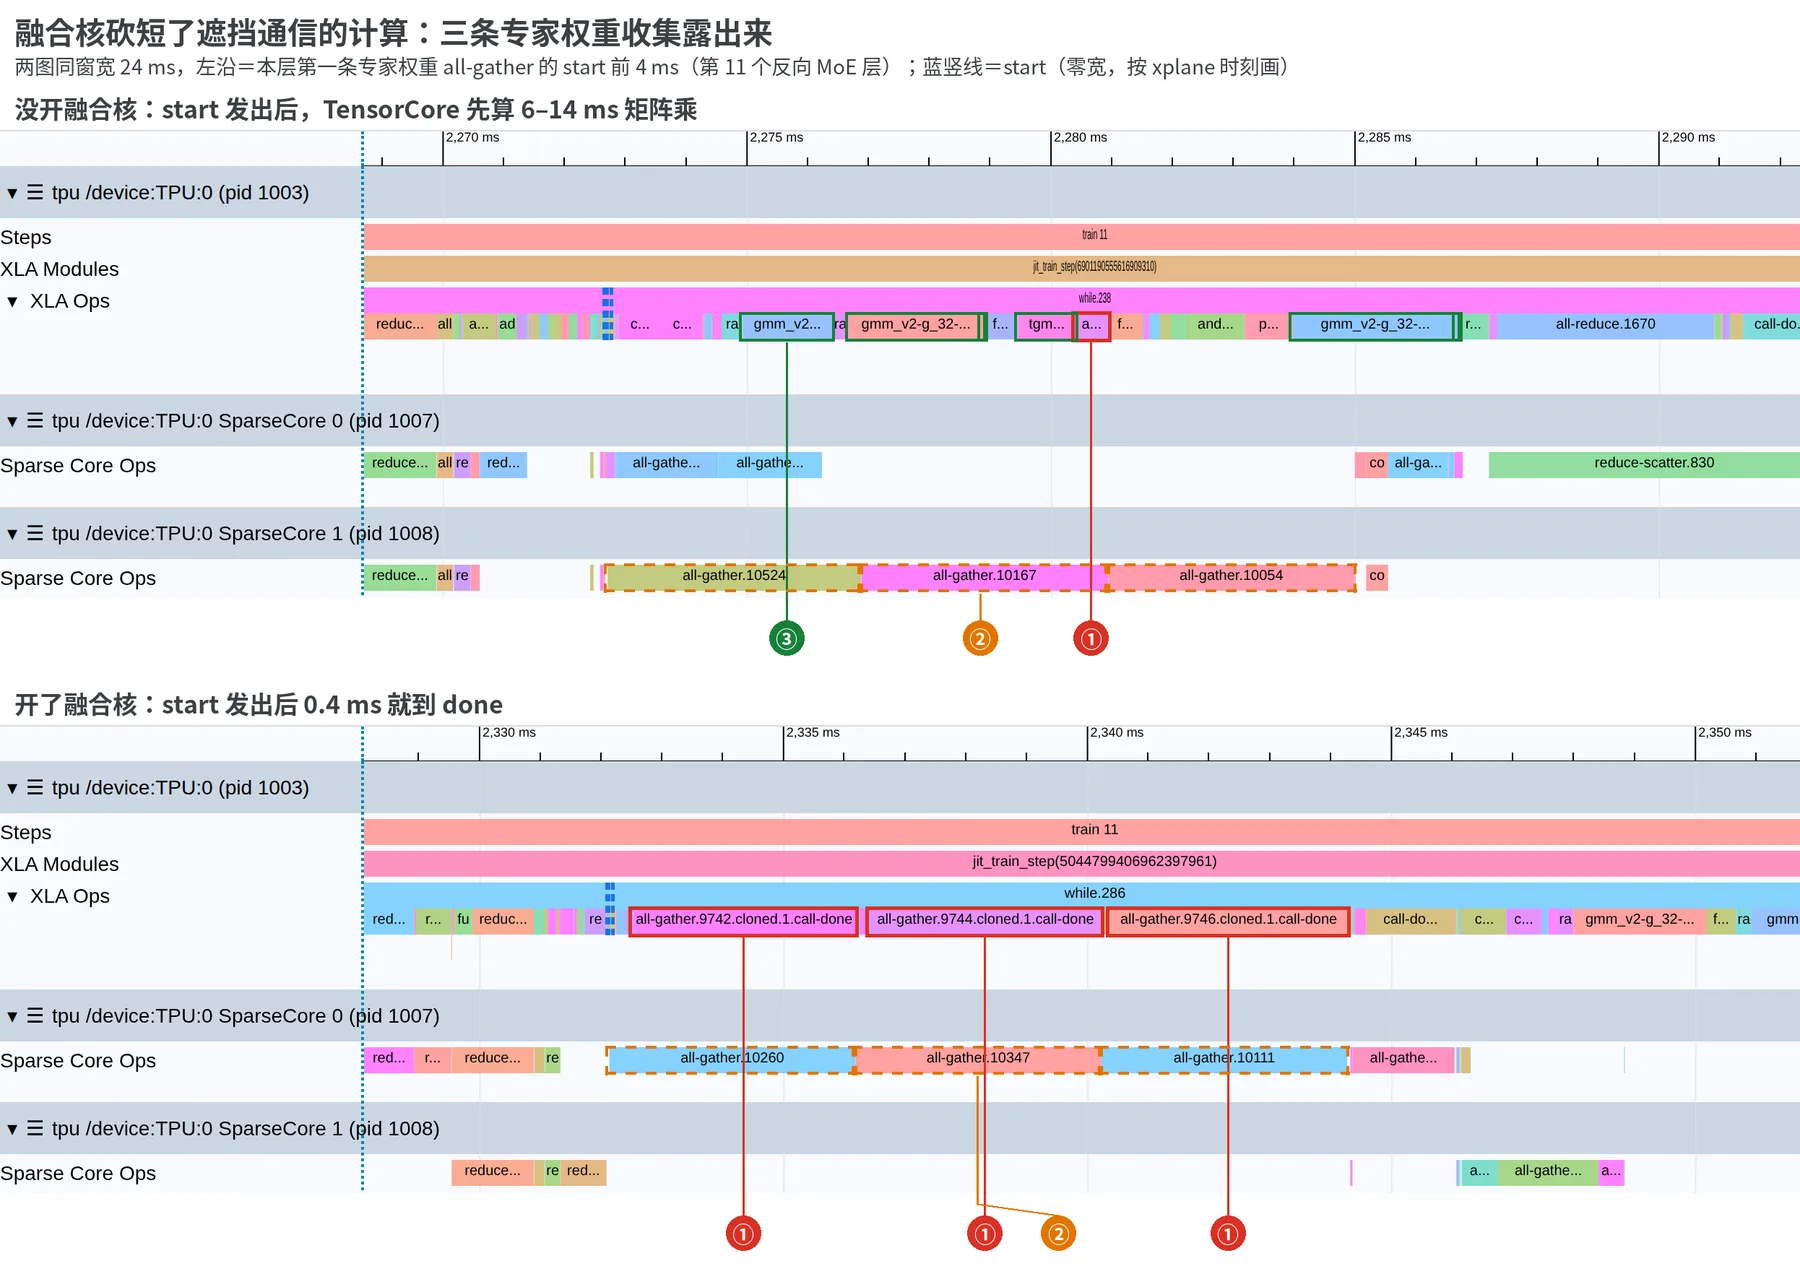 融合核砍短了遮挡通信的计算：三条专家权重收集露出来
两图同窗宽 24 ms，左沿＝本层第一条专家权重 all-gather 的 start 前 4 ms（第 11 个反向 MoE 层）；蓝竖线＝start（零宽，按 xplane 时刻画）
没开融合核：start 发出后，TensorCore 先算 6–14 ms 矩阵乘
2,270 ms 2,275 ms 2,280 ms 2,285 ms 2,290 ms
▼ ☰ tpu /device:TPU:0 (pid 1003)
Steps train 11
XLA Modules jit_train_step(6901190555616909310)
▼ XLA Ops while.238
reduc... all a... ad c... c... ra gmm_v2... ra gmm_v2-g_32-... f... tgm... a... f... and... p... gmm_v2-g_32-... r... all-reduce.1670 call-do.
▼ ☰ tpu /device:TPU:0 SparseCore 0 (pid 1007)
Sparse Core Ops reduce... all re red... all-gathe... all-gathe... co all-ga... reduce-scatter.830
▼ ☰ tpu /device:TPU:0 SparseCore 1 (pid 1008)
Sparse Core Ops reduce... all re all-gather.10524 all-gather.10167 all-gather.10054 co
③ ② ①
开了融合核：start 发出后 0.4 ms 就到 done
2,330 ms 2,335 ms 2,340 ms 2,345 ms 2,350 ms
▼ ☰ tpu /device:TPU:0 (pid 1003)
Steps train 11
XLA Modules jit_train_step(5044799406962397961)
▼ XLA Ops while.286
red... r... fu reduc... re all-gather.9742.cloned.1.call-done all-gather.9744.cloned.1.call-done all-gather.9746.cloned.1.call-done call-do... c... c... ra gmm_v2-g_32-... f... ra gmm
▼ ☰ tpu /device:TPU:0 SparseCore 0 (pid 1007)
Sparse Core Ops red... r... reduce... re all-gather.10260 all-gather.10347 all-gather.10111 all-gathe...
▼ ☰ tpu /device:TPU:0 SparseCore 1 (pid 1008)
Sparse Core Ops reduce... re red... a... all-gathe... a...
① ① ② ①